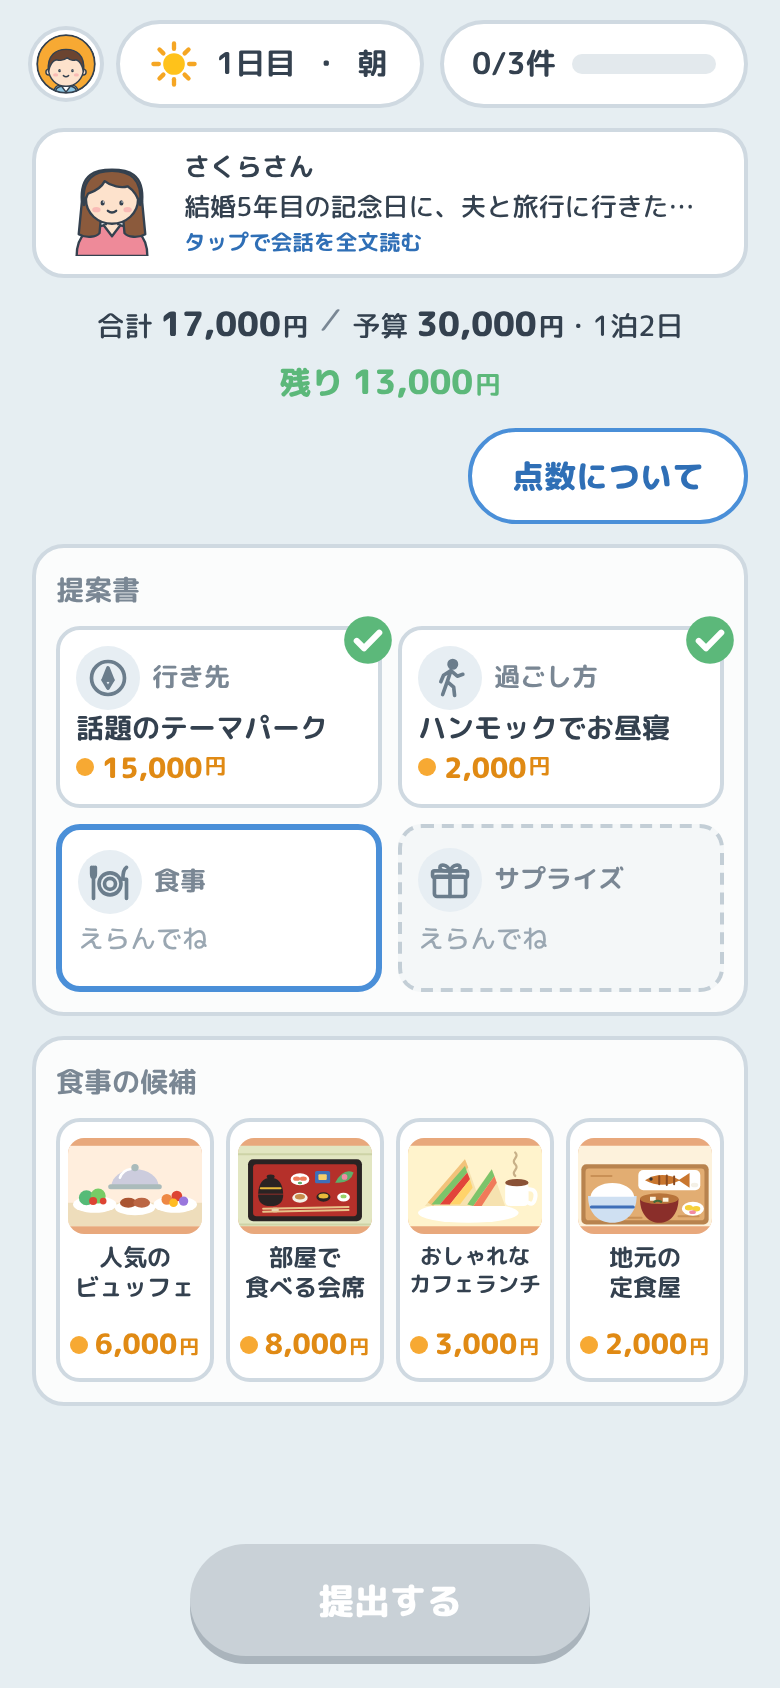 1日目 ・ 朝
0/3件
さくらさん
結婚5年目の記念日に、夫と旅行に行きた…
タップで会話を全文読む
合計 17,000円 / 予算 30,000円・1泊2日
残り 13,000円
点数について
提案書
行き先
話題のテーマパーク
15,000円
過ごし方
ハンモックでお昼寝
2,000円
食事
えらんでね
サプライズ
えらんでね
食事の候補
人気の
ビュッフェ
6,000円
部屋で
食べる会席
8,000円
おしゃれな
カフェランチ
3,000円
地元の
定食屋
2,000円
提出する